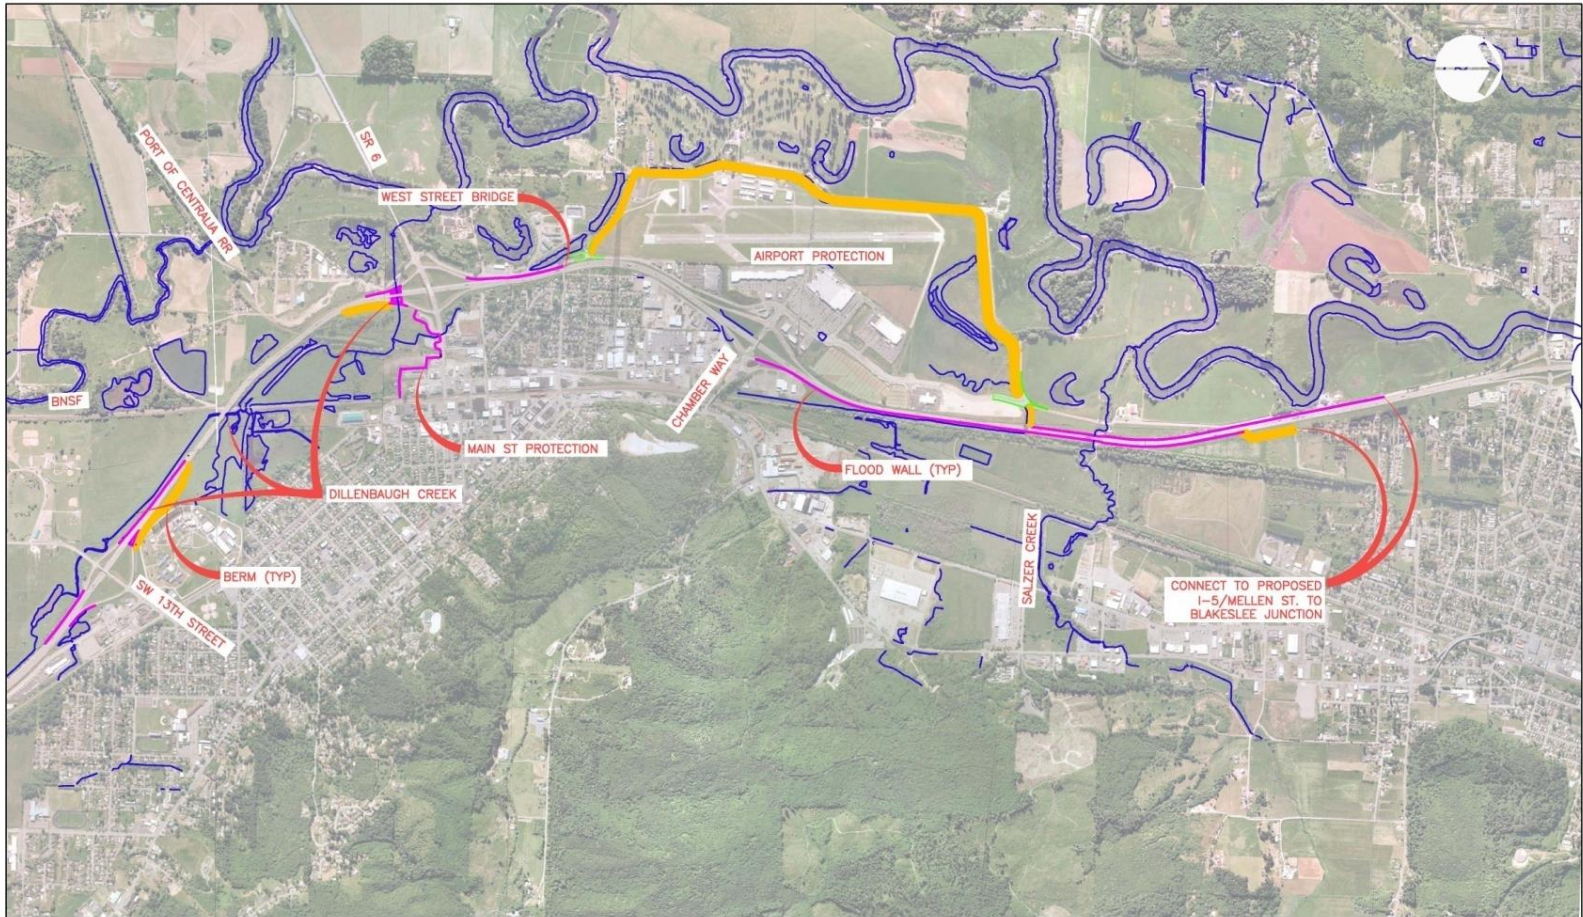 PORT OF CENTRALIA RR
SR 6
WEST STREET BRIDGE
AIRPORT PROTECTION
BNSF
CHAMBER WAY
MAIN ST PROTECTION
FLOOD WALL (TYP)
DILLENBAUGH CREEK
SALZER CREEK
BERM (TYP)
SW 13TH STREET
CONNECT TO PROPOSED
I-5/MELLEN ST. TO
BLAKESLEE JUNCTION